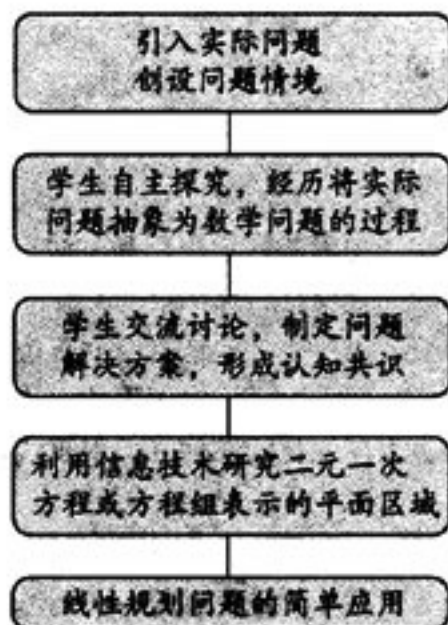 引入实际问题
创设问题情境
学生自主探究，经历将实际
问题抽象为数学问题的过程
学生交流讨论，制定问题
解决方案，形成认知共识
利用信息技术研究二元一次
方程或方程组表示的平面区域
线性规划问题的简单应用